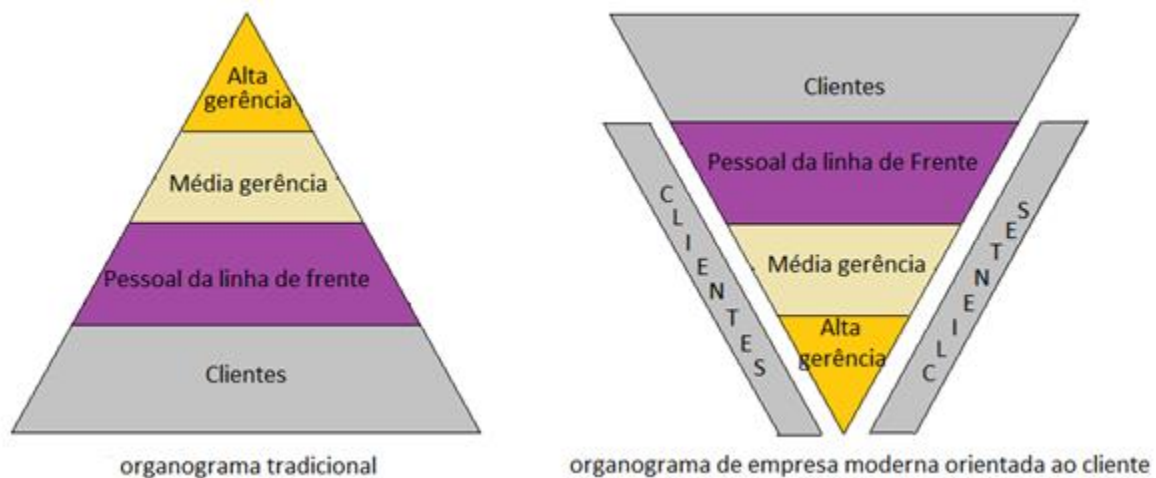 Alta
gerência
Média gerência
Pessoal da linha de frente
Clientes
organograma tradicional
Clientes
Pessoal da linha de Frente
Média gerência
Alta
gerência
CLIENTES
CLIENTES
organograma de empresa moderna orientada ao cliente